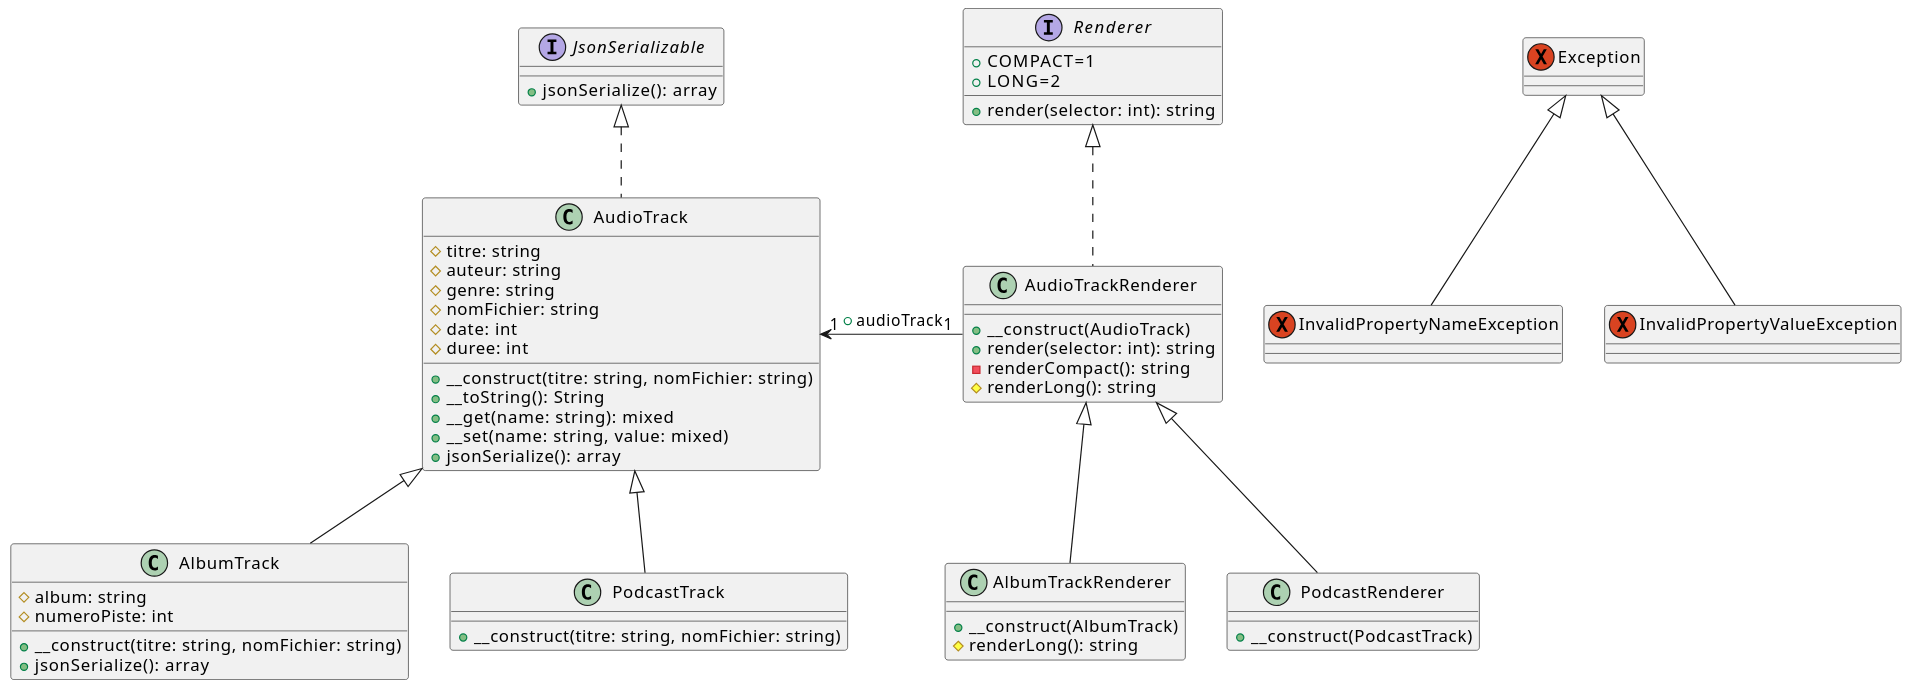 I JsonSerializable
jsonSerialize(): array
I Renderer
COMPACT=1
LONG=2
render(selector: int): string
X Exception
C AudioTrack
titre: string
auteur: string
genre: string
nomFichier: string
date: int
duree: int
__construct(titre: string, nomFichier: string)
__toString(): String
__get(name: string): mixed
__set(name: string, value: mixed)
jsonSerialize(): array
1 audioTrack 1
C AudioTrackRenderer
__construct(AudioTrack)
render(selector: int): string
renderCompact(): string
renderLong(): string
X InvalidPropertyNameException
X InvalidPropertyValueException
C AlbumTrack
album: string
numeroPiste: int
__construct(titre: string, nomFichier: string)
jsonSerialize(): array
C PodcastTrack
__construct(titre: string, nomFichier: string)
C AlbumTrackRenderer
__construct(AlbumTrack)
renderLong(): string
C PodcastRenderer
__construct(PodcastTrack)